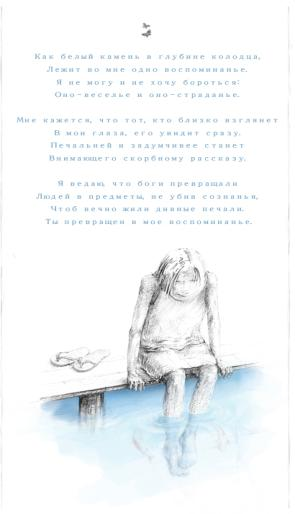 Как белый камень в глубине колодца,
Лежит во мне одно воспоминанье.
Я не могу и не хочу бороться:
Оно-веселье и оно-страданье.
Мне кажется, что тот, кто близко взглянет
В мои глаза, его увидит сразу.
Печальней и задумчивее станет
Внимающего скорбному рассказу.
Я ведаю, что боги превращали
Людей в предметы, не убив сознанья,
Чтоб вечно жили дивные печали.
Ты превращен в мое воспоминанье.